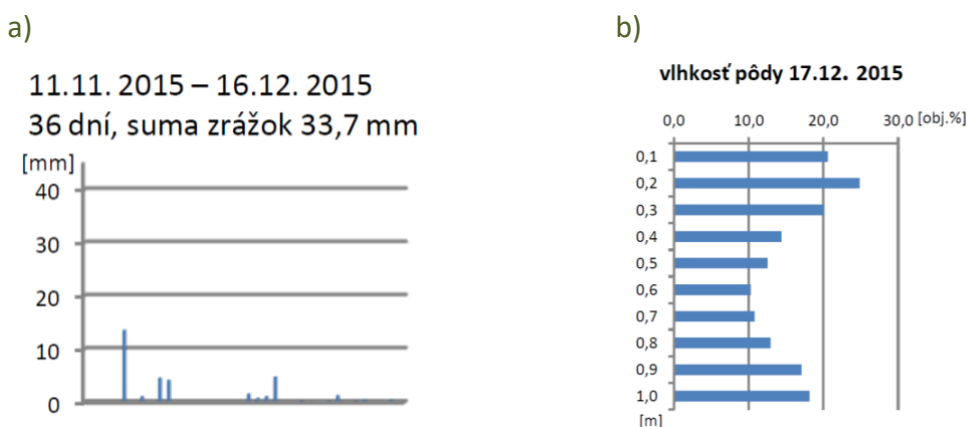 a)
11.11. 2015 – 16.12. 2015
36 dní, suma zrážok 33,7 mm
[mm]
40
30
20
10
0
b)
vlhkosť pôdy 17.12. 2015
0,0 10,0 20,0 30,0 [obj.%]
0,1
0,2
0,3
0,4
0,5
0,6
0,7
0,8
0,9
1,0
[m]